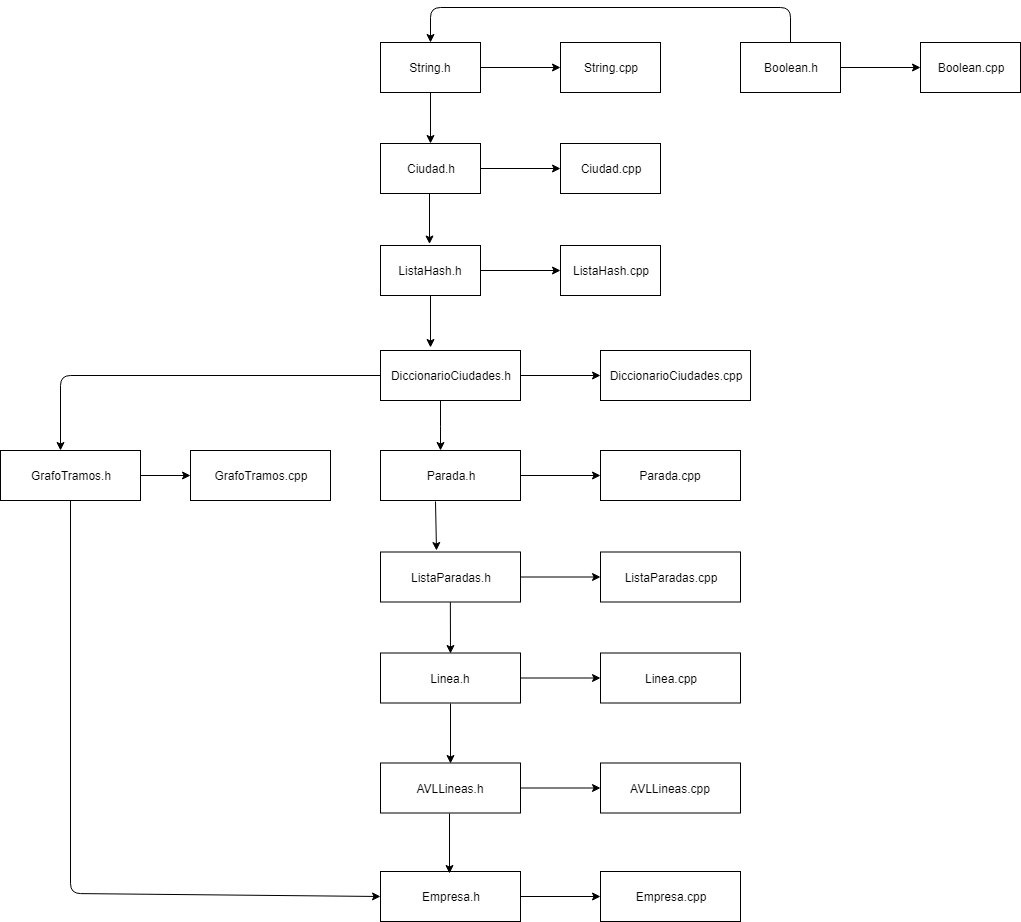 String.h
String.cpp
Boolean.h
Boolean.cpp
Ciudad.h
Ciudad.cpp
ListaHash.h
ListaHash.cpp
DiccionarioCiudades.h
DiccionarioCiudades.cpp
GrafoTramos.h
GrafoTramos.cpp
Parada.h
Parada.cpp
ListaParadas.h
ListaParadas.cpp
Linea.h
Linea.cpp
AVLLineas.h
AVLLineas.cpp
Empresa.h
Empresa.cpp